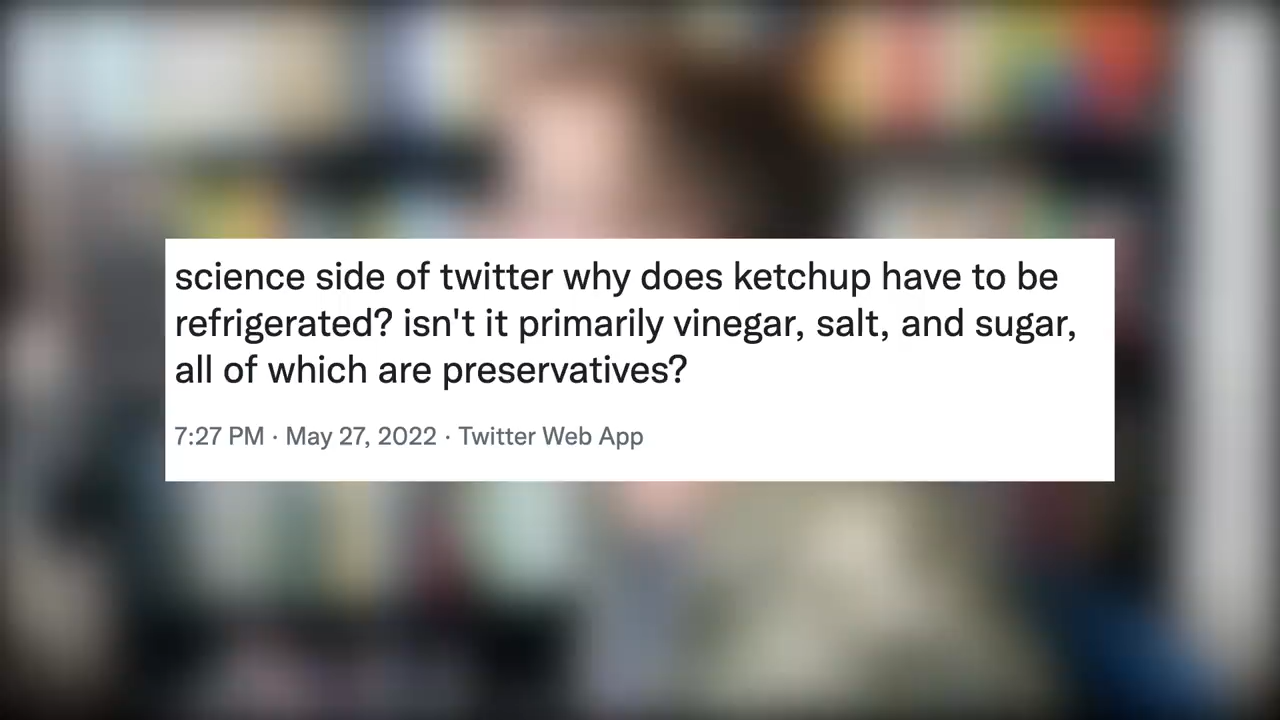 science side of twitter why does ketchup have to be
refrigerated? isn't it primarily vinegar, salt, and sugar,
all of which are preservatives?
7:27 PM · May 27, 2022 · Twitter Web App